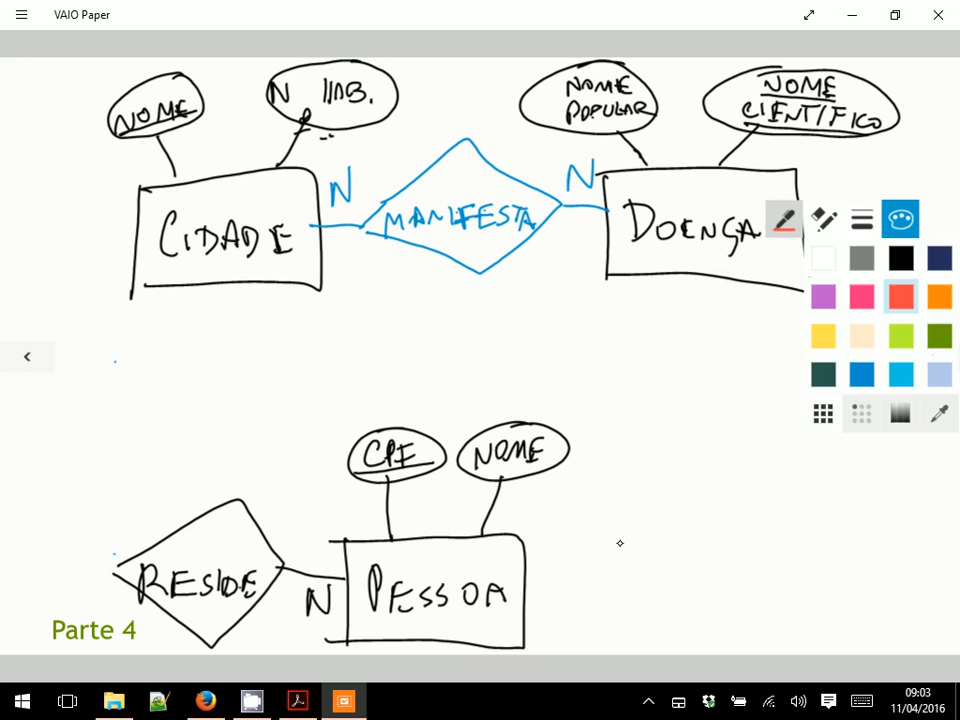 VAIO Paper
NOME
N HAB.
NOME
POPULAR
NOME
CIENTÍFICO
N
N
CIDADE
MANIFESTA
DOENÇA
CPF
NOME
RESIDE
N
PESSOA
Parte 4
09:03
11/04/2016